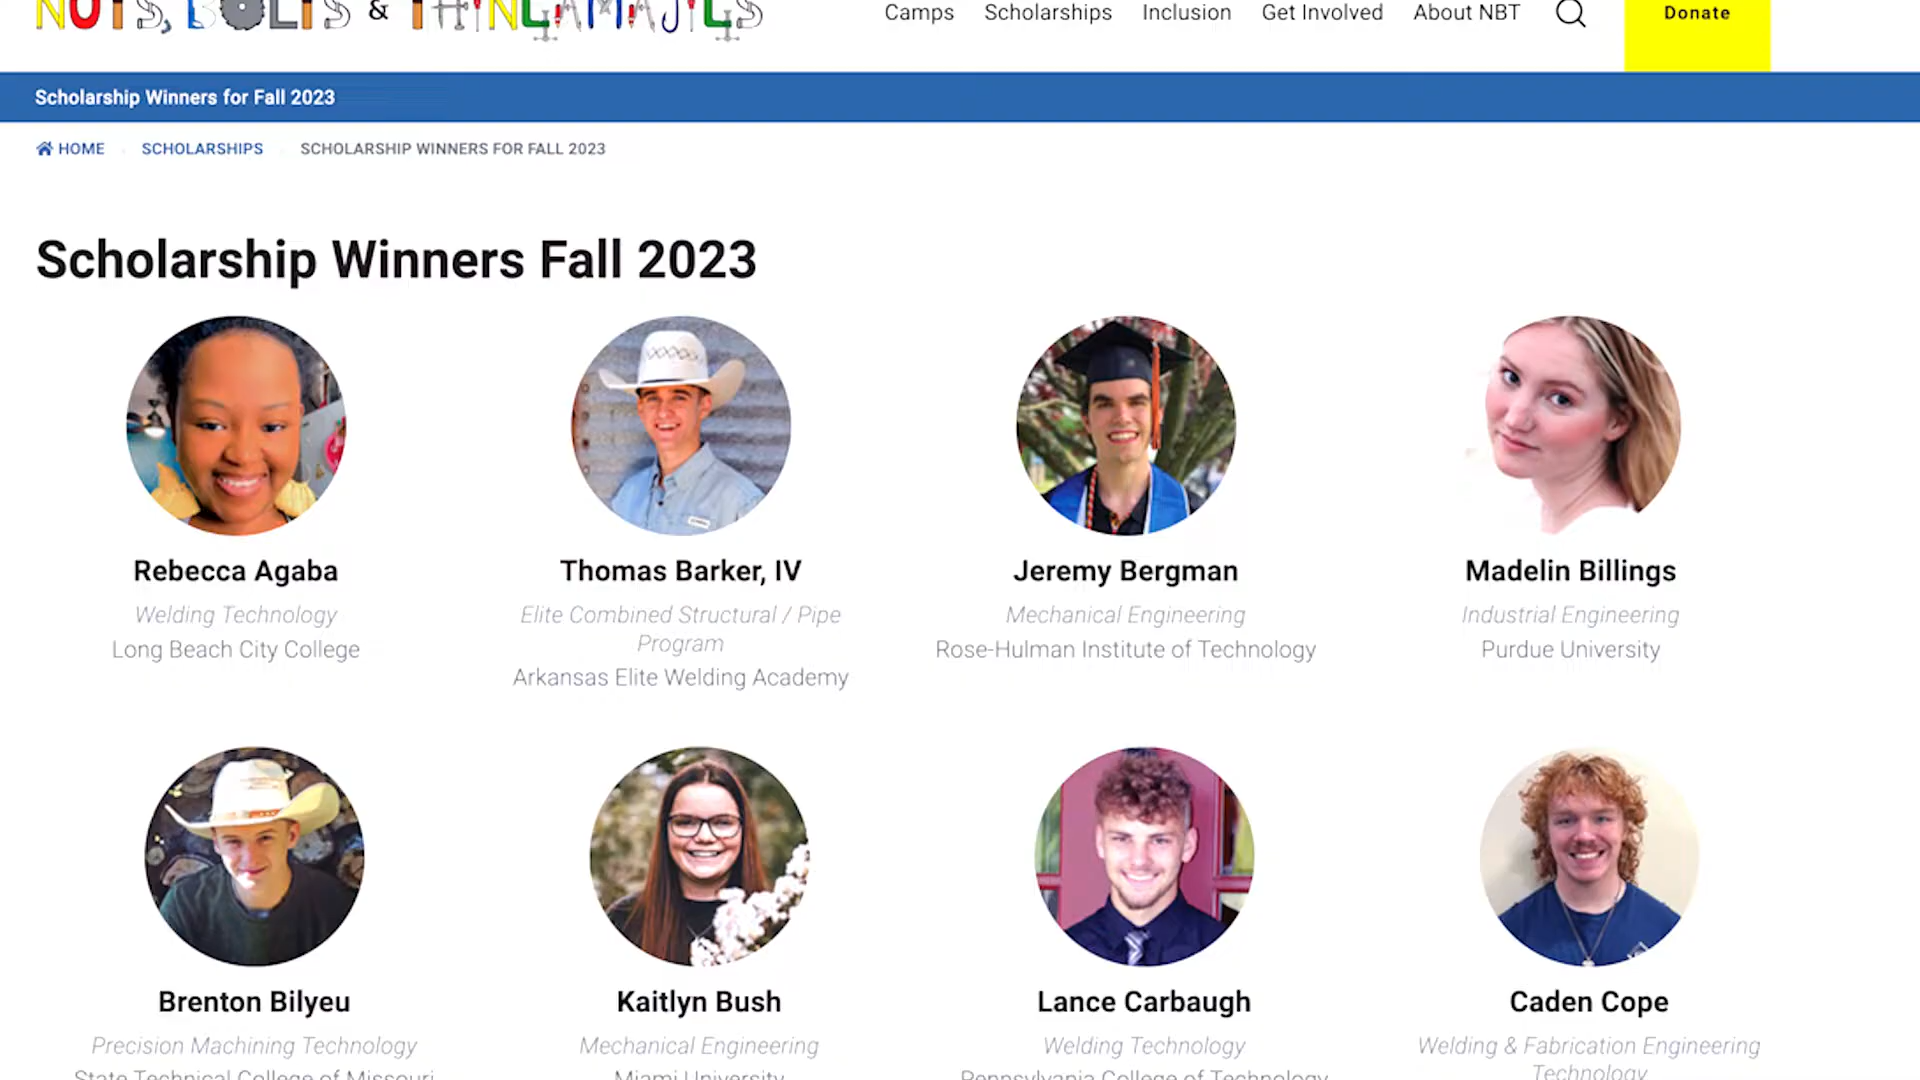 NUTS, BOLTS & THINGAMAJIGS
Camps Scholarships Inclusion Get Involved About NBT Donate
Scholarship Winners for Fall 2023
HOME SCHOLARSHIPS SCHOLARSHIP WINNERS FOR FALL 2023
Scholarship Winners Fall 2023
Rebecca Agaba
Welding Technology
Long Beach City College
Thomas Barker, IV
Elite Combined Structural / Pipe
Program
Arkansas Elite Welding Academy
Jeremy Bergman
Mechanical Engineering
Rose-Hulman Institute of Technology
Madelin Billings
Industrial Engineering
Purdue University
Brenton Bilyeu
Precision Machining Technology
State Technical College of Missouri
Kaitlyn Bush
Mechanical Engineering
Miami University
Lance Carbaugh
Welding Technology
Pennsylvania College of Technology
Caden Cope
Welding & Fabrication Engineering
Technology